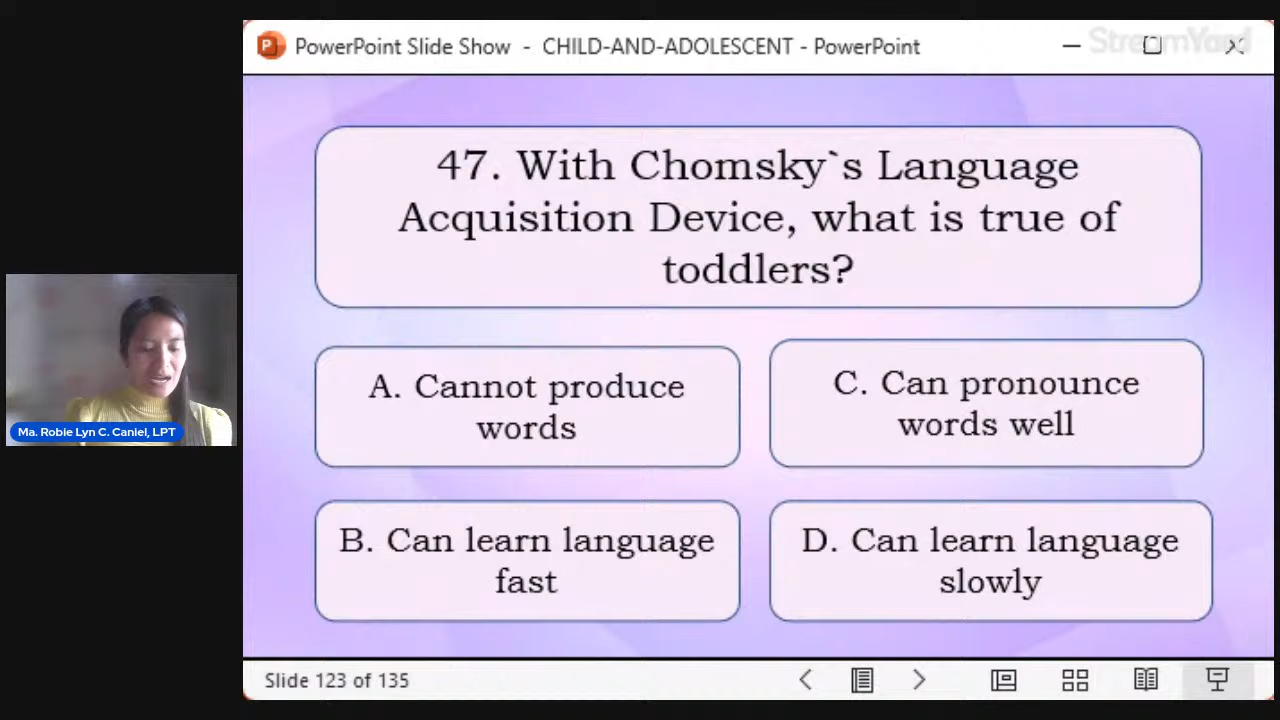 PowerPoint Slide Show - CHILD-AND-ADOLESCENT - PowerPoint
StreamYard
47. With Chomsky`s Language
Acquisition Device, what is true of
toddlers?
A. Cannot produce
words
C. Can pronounce
words well
B. Can learn language
fast
D. Can learn language
slowly
Ma. Robie Lyn C. Caniel, LPT
Slide 123 of 135